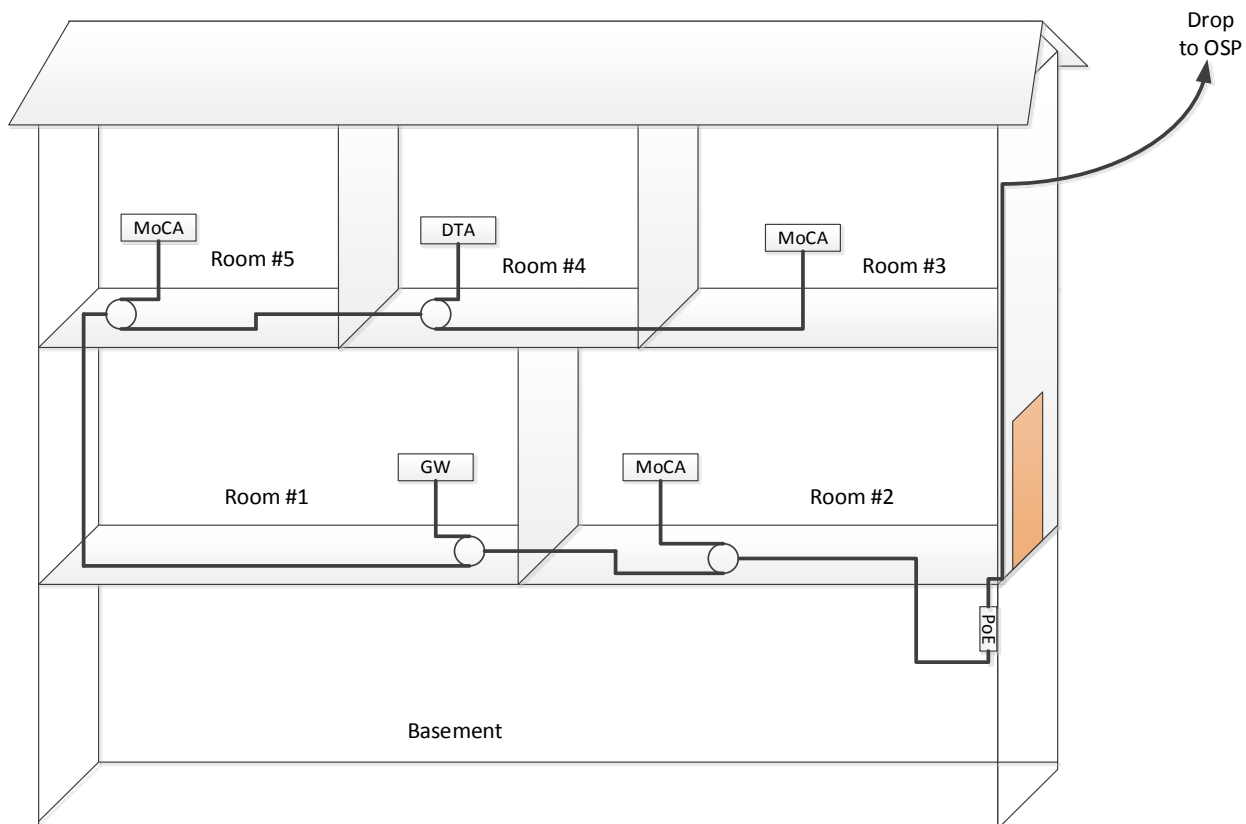 Drop
to OSP
MoCA
Room #5
DTA
Room #4
MoCA
Room #3
GW
Room #1
MoCA
Room #2
PoE
Basement